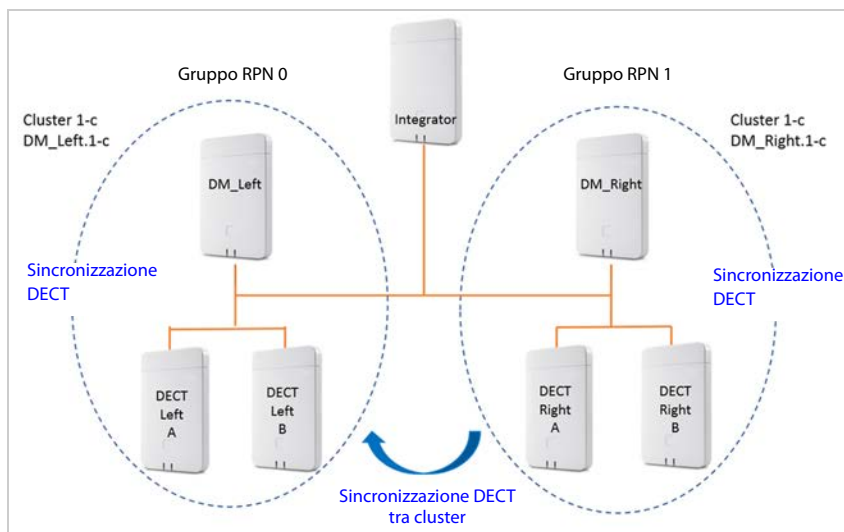 Gruppo RPN 0
Gruppo RPN 1
Integrator
Cluster 1-c
DM_Left.1-c
Cluster 1-c
DM_Right.1-c
DM_Left
DM_Right
Sincronizzazione
DECT
Sincronizzazione
DECT
DECT
Left
A
DECT
Left
B
DECT
Right
A
DECT
Right
B
Sincronizzazione DECT
tra cluster